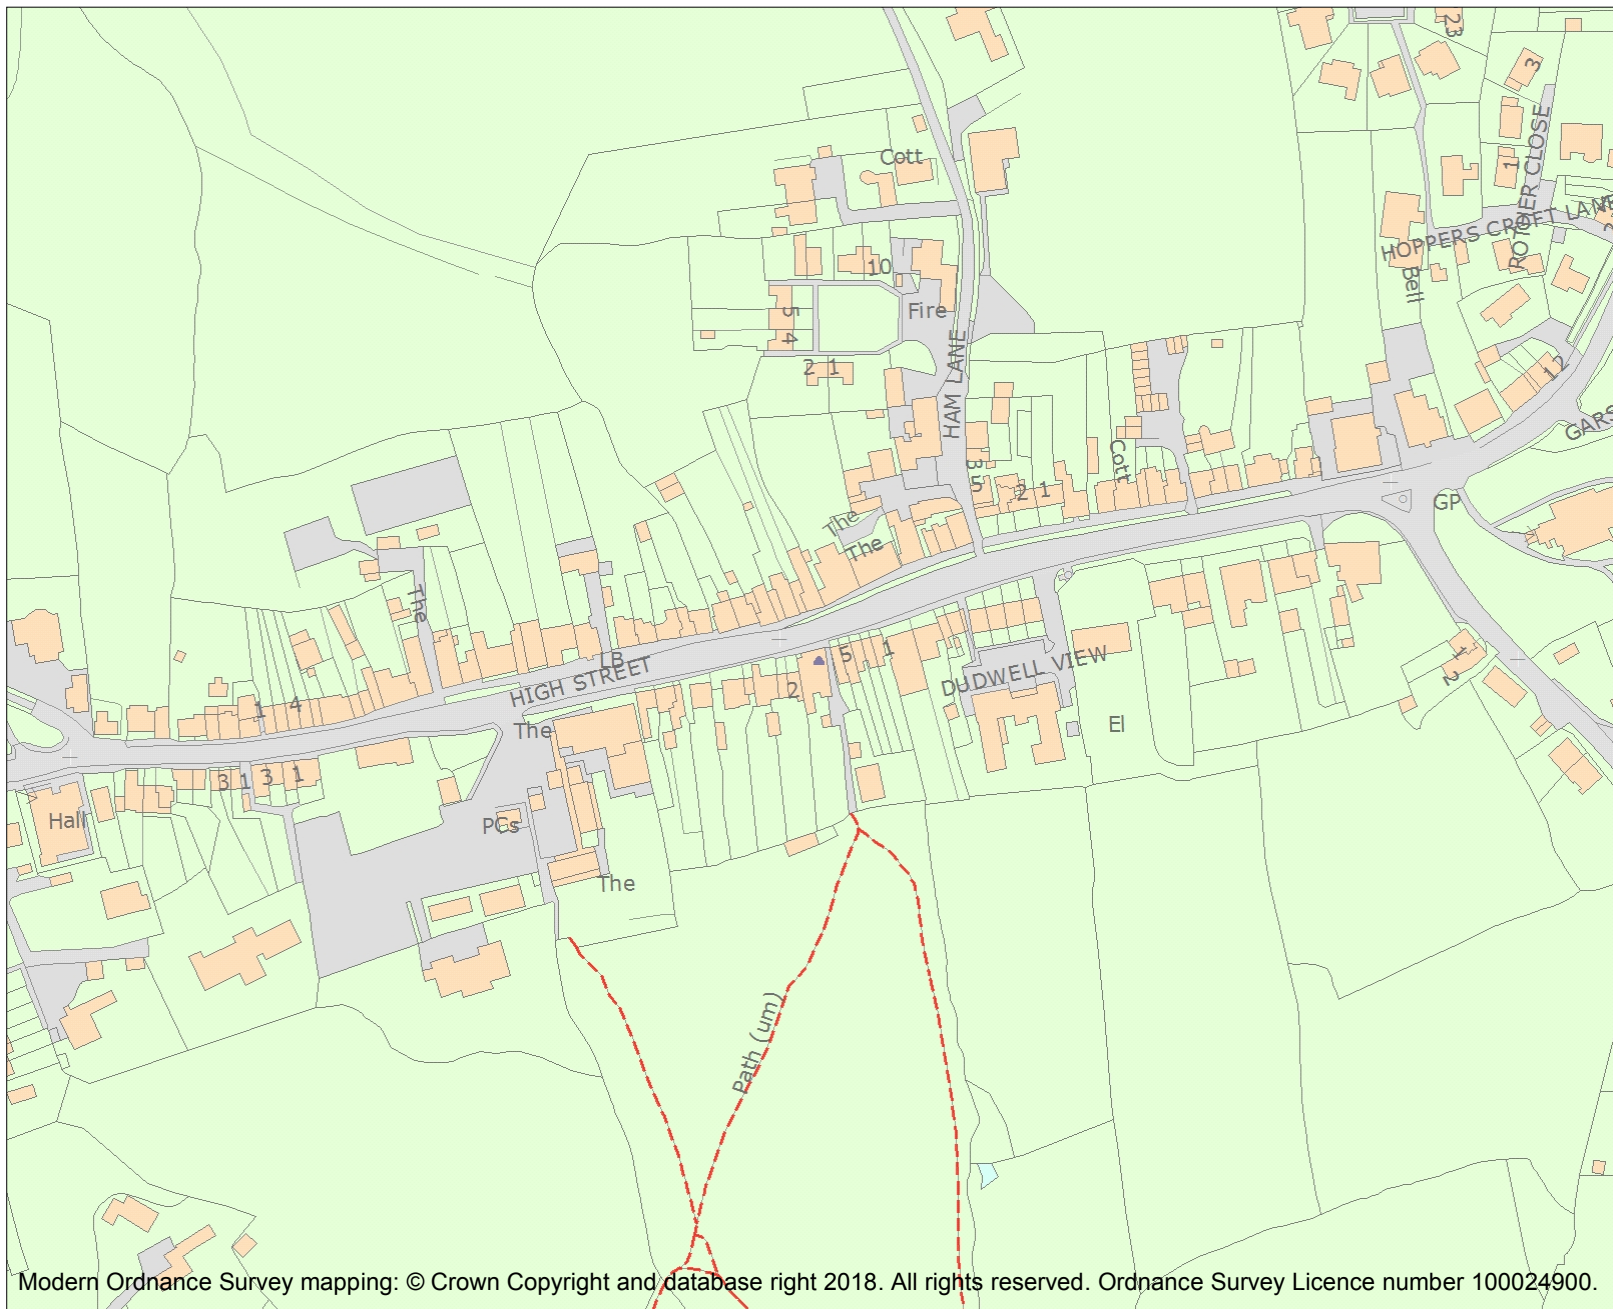 23
3
Cott
1
ROTHER CLOSE
HOPPERS CROFT LANE
10
Bell
5
4
Fire
2 1
HAM LANE
12
GARS
Cott
3
5
5
2 1
GP
The
The
The
LB
HIGH STREET
5
1
DUDWELL VIEW
1
2
2
1
4
The
El
3 1 3 1
Hall
PCs
The
Path (um)
Modern Ordnance Survey mapping: © Crown Copyright and database right 2018. All rights reserved. Ordnance Survey Licence number 100024900.